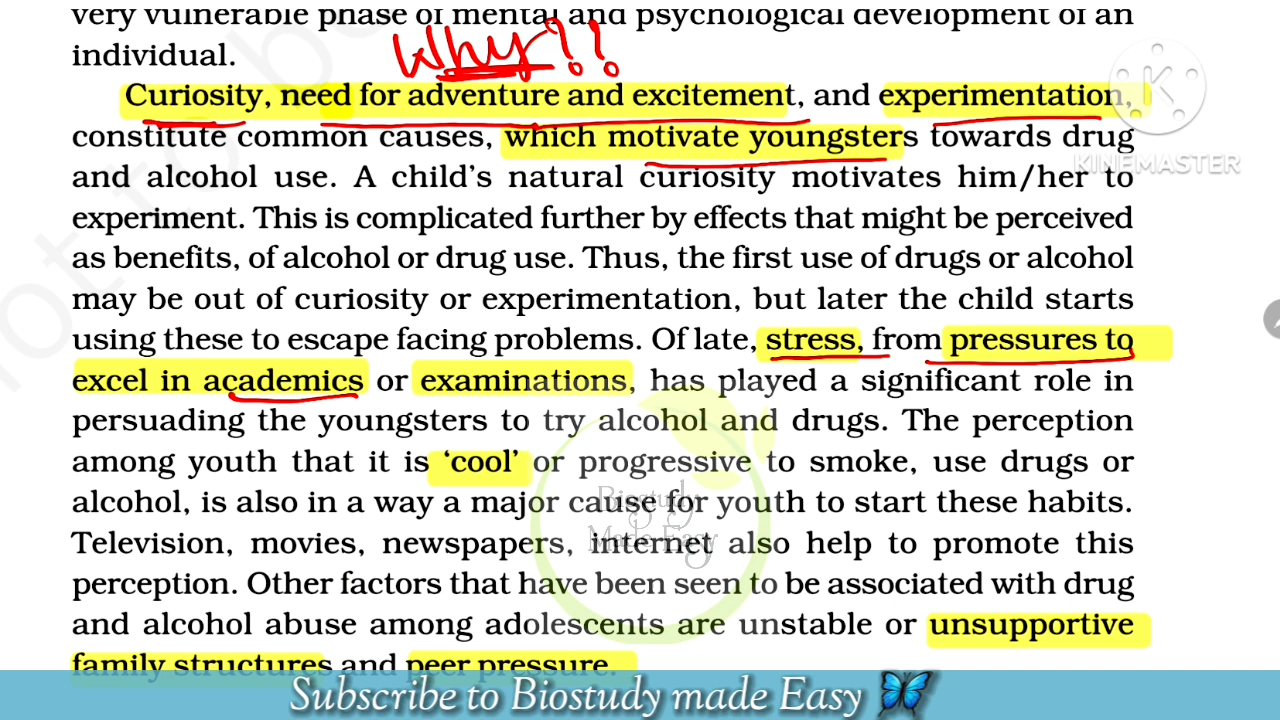 very vulnerable phase of mental and psychological development of an
individual.
Why??
Curiosity, need for adventure and excitement, and experimentation,
constitute common causes, which motivate youngsters towards drug
and alcohol use. A child's natural curiosity motivates him/her to
experiment. This is complicated further by effects that might be perceived
as benefits, of alcohol or drug use. Thus, the first use of drugs or alcohol
may be out of curiosity or experimentation, but later the child starts
using these to escape facing problems. Of late, stress, from pressures to
excel in academics or examinations, has played a significant role in
persuading the youngsters to try alcohol and drugs. The perception
among youth that it is 'cool' or progressive to smoke, use drugs or
alcohol, is also in a way a major cause for youth to start these habits.
Television, movies, newspapers, internet also help to promote this
perception. Other factors that have been seen to be associated with drug
and alcohol abuse among adolescents are unstable or unsupportive
family structures and peer pressure.
K
KINEMASTER
Biostudy
Made Easy
Subscribe to Biostudy made Easy